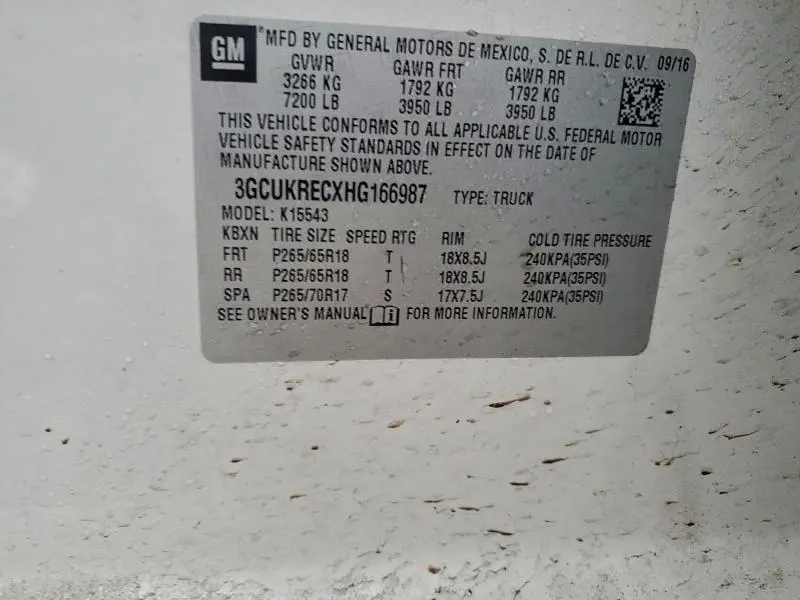 GM
MFD BY GENERAL MOTORS DE MEXICO, S. DE R.L. DE C.V. 09/16
GVWR GAWR FRT GAWR RR
3266 KG 1792 KG 1792 KG
7200 LB 3950 LB 3950 LB
THIS VEHICLE CONFORMS TO ALL APPLICABLE U.S. FEDERAL MOTOR
VEHICLE SAFETY STANDARDS IN EFFECT ON THE DATE OF
MANUFACTURE SHOWN ABOVE.
3GCUKRECXHG166987 TYPE: TRUCK
MODEL: K15543
KBXN TIRE SIZE SPEED RTG RIM COLD TIRE PRESSURE
FRT P265/65R18 T 18X8.5J 240KPA(35PSI)
RR P265/65R18 T 18X8.5J 240KPA(35PSI)
SPA P265/70R17 S 17X7.5J 240KPA(35PSI)
SEE OWNER'S MANUAL FOR MORE INFORMATION.